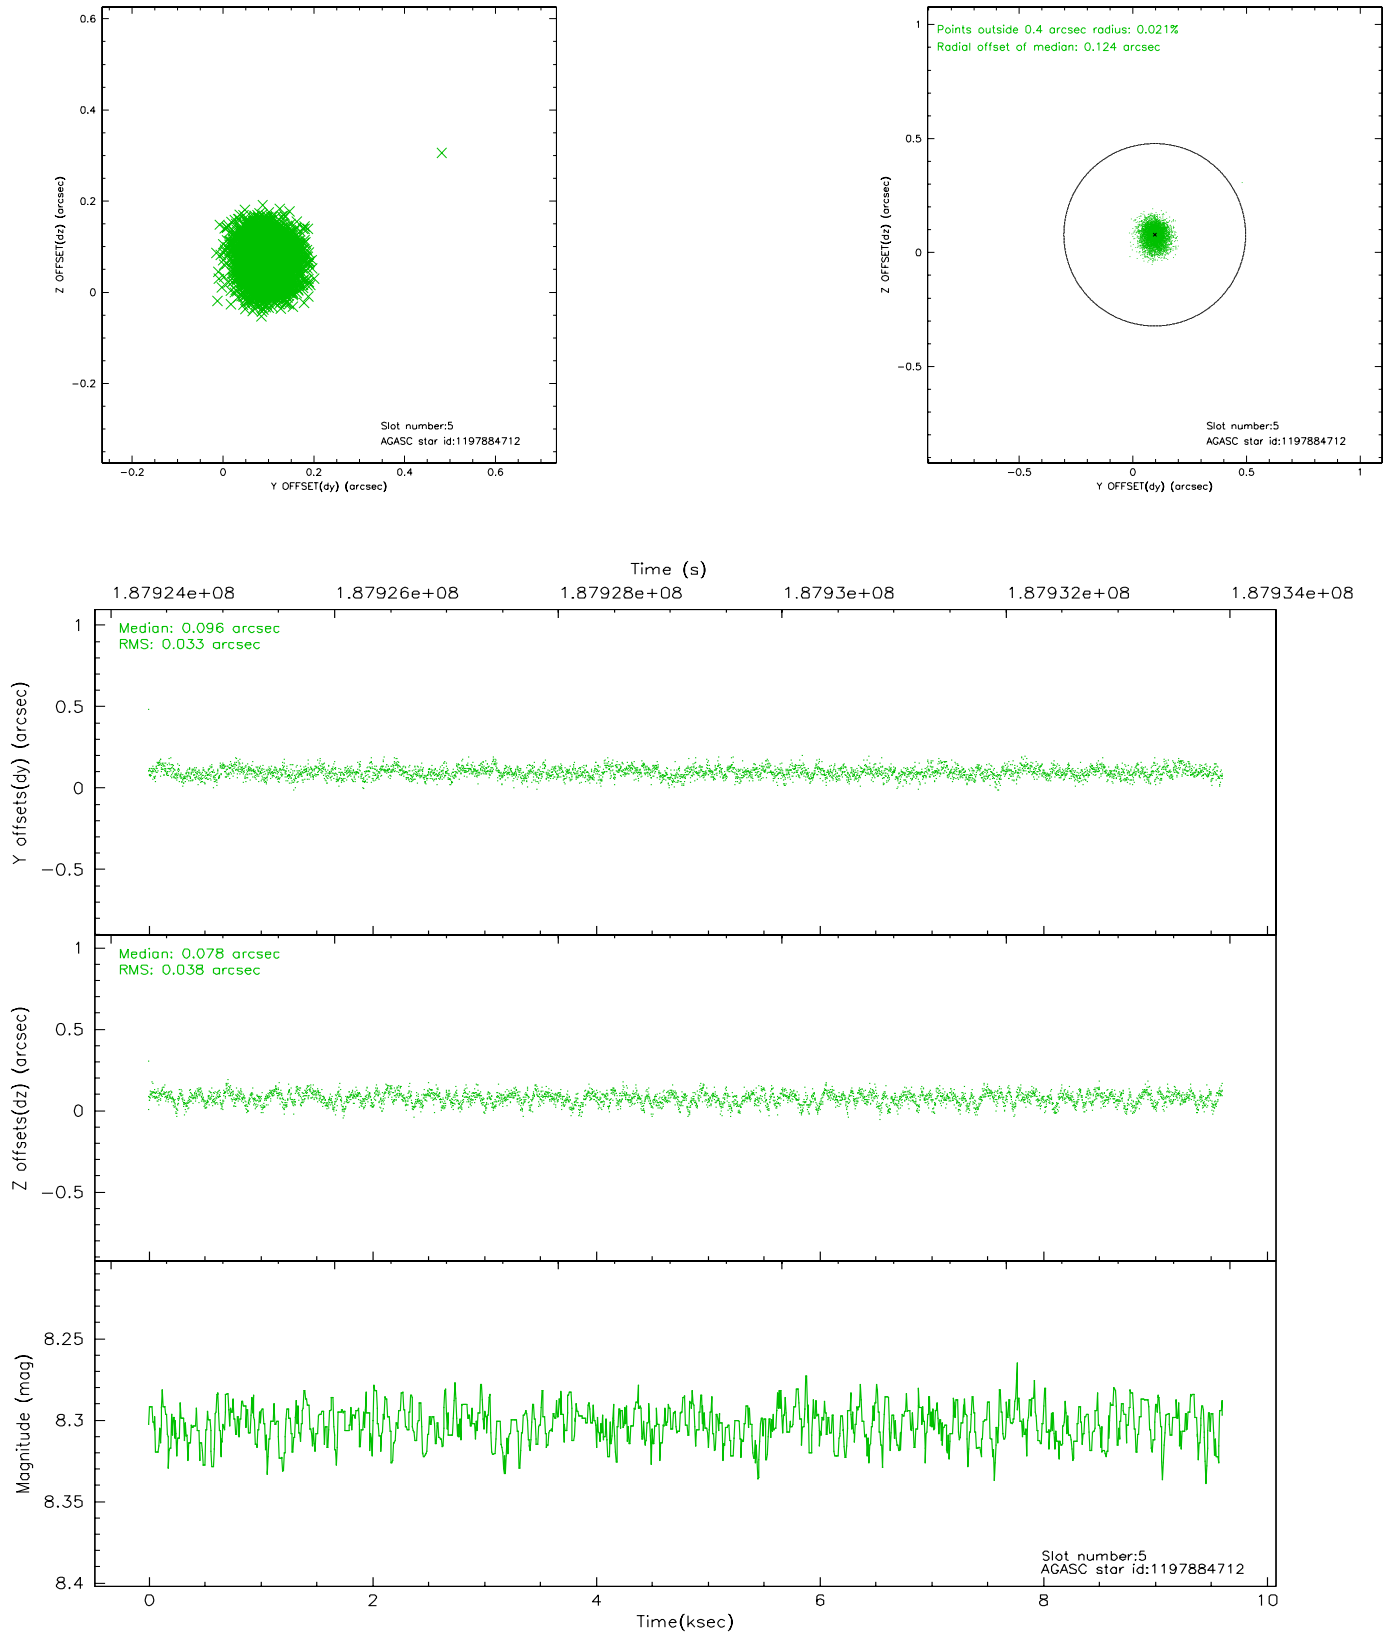 0.6
0.4
0.2
0
−0.2
Z OFFSET(dz) (arcsec)
Slot number:5
AGASC star id:1197884712
−0.2 0 0.2 0.4 0.6
Y OFFSET(dy) (arcsec)
Points outside 0.4 arcsec radius: 0.021%
Radial offset of median: 0.124 arcsec
1
0.5
0
−0.5
Z OFFSET(dz) (arcsec)
Slot number:5
AGASC star id:1197884712
−0.5 0 0.5 1
Y OFFSET(dy) (arcsec)
Time (s)
1.87924e+08 1.87926e+08 1.87928e+08 1.8793e+08 1.87932e+08 1.87934e+08
Median: 0.096 arcsec
RMS: 0.033 arcsec
1
0.5
0
−0.5
Y offsets(dy) (arcsec)
Median: 0.078 arcsec
RMS: 0.038 arcsec
1
0.5
0
−0.5
Z offsets(dz) (arcsec)
8.25
8.3
8.35
8.4
Magnitude (mag)
Slot number:5
AGASC star id:1197884712
0 2 4 6 8 10
Time(ksec)